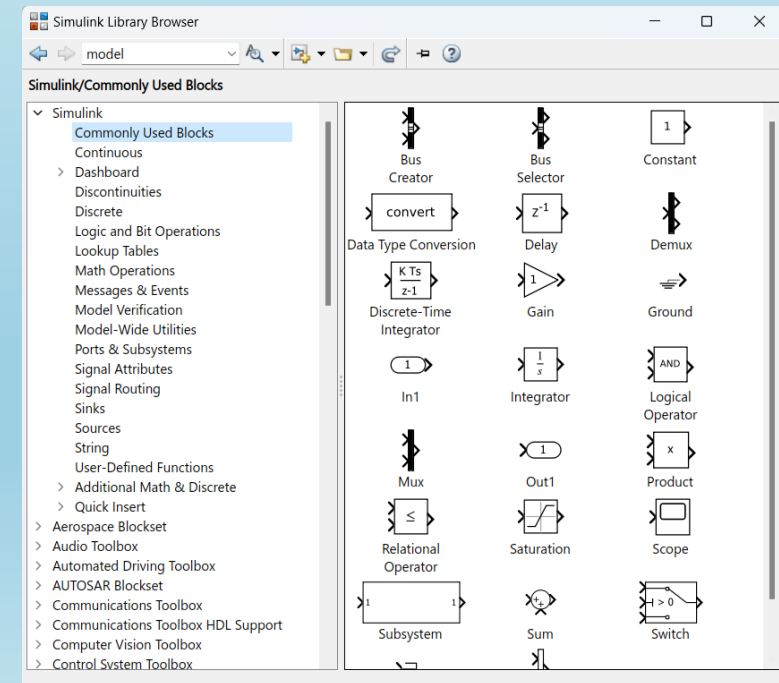 Simulink Library Browser
model
Simulink/Commonly Used Blocks
Simulink
Commonly Used Blocks
Continuous
Dashboard
Discontinuities
Discrete
Logic and Bit Operations
Lookup Tables
Math Operations
Messages & Events
Model Verification
Model-Wide Utilities
Ports & Subsystems
Signal Attributes
Signal Routing
Sinks
Sources
String
User-Defined Functions
Additional Math & Discrete
Quick Insert
Aerospace Blockset
Audio Toolbox
Automated Driving Toolbox
AUTOSAR Blockset
Communications Toolbox
Communications Toolbox HDL Support
Computer Vision Toolbox
Control System Toolbox
Bus
Creator
Bus
Selector
1
Constant
convert
Data Type Conversion
z-1
Delay
Demux
K Ts
z-1
Discrete-Time
Integrator
1
Gain
Ground
1
In1
1
s
Integrator
AND
Logical
Operator
Mux
1
Out1
x
Product
≤
Relational
Operator
Saturation
Scope
1 1
Subsystem
+
+
Sum
> 0
Switch